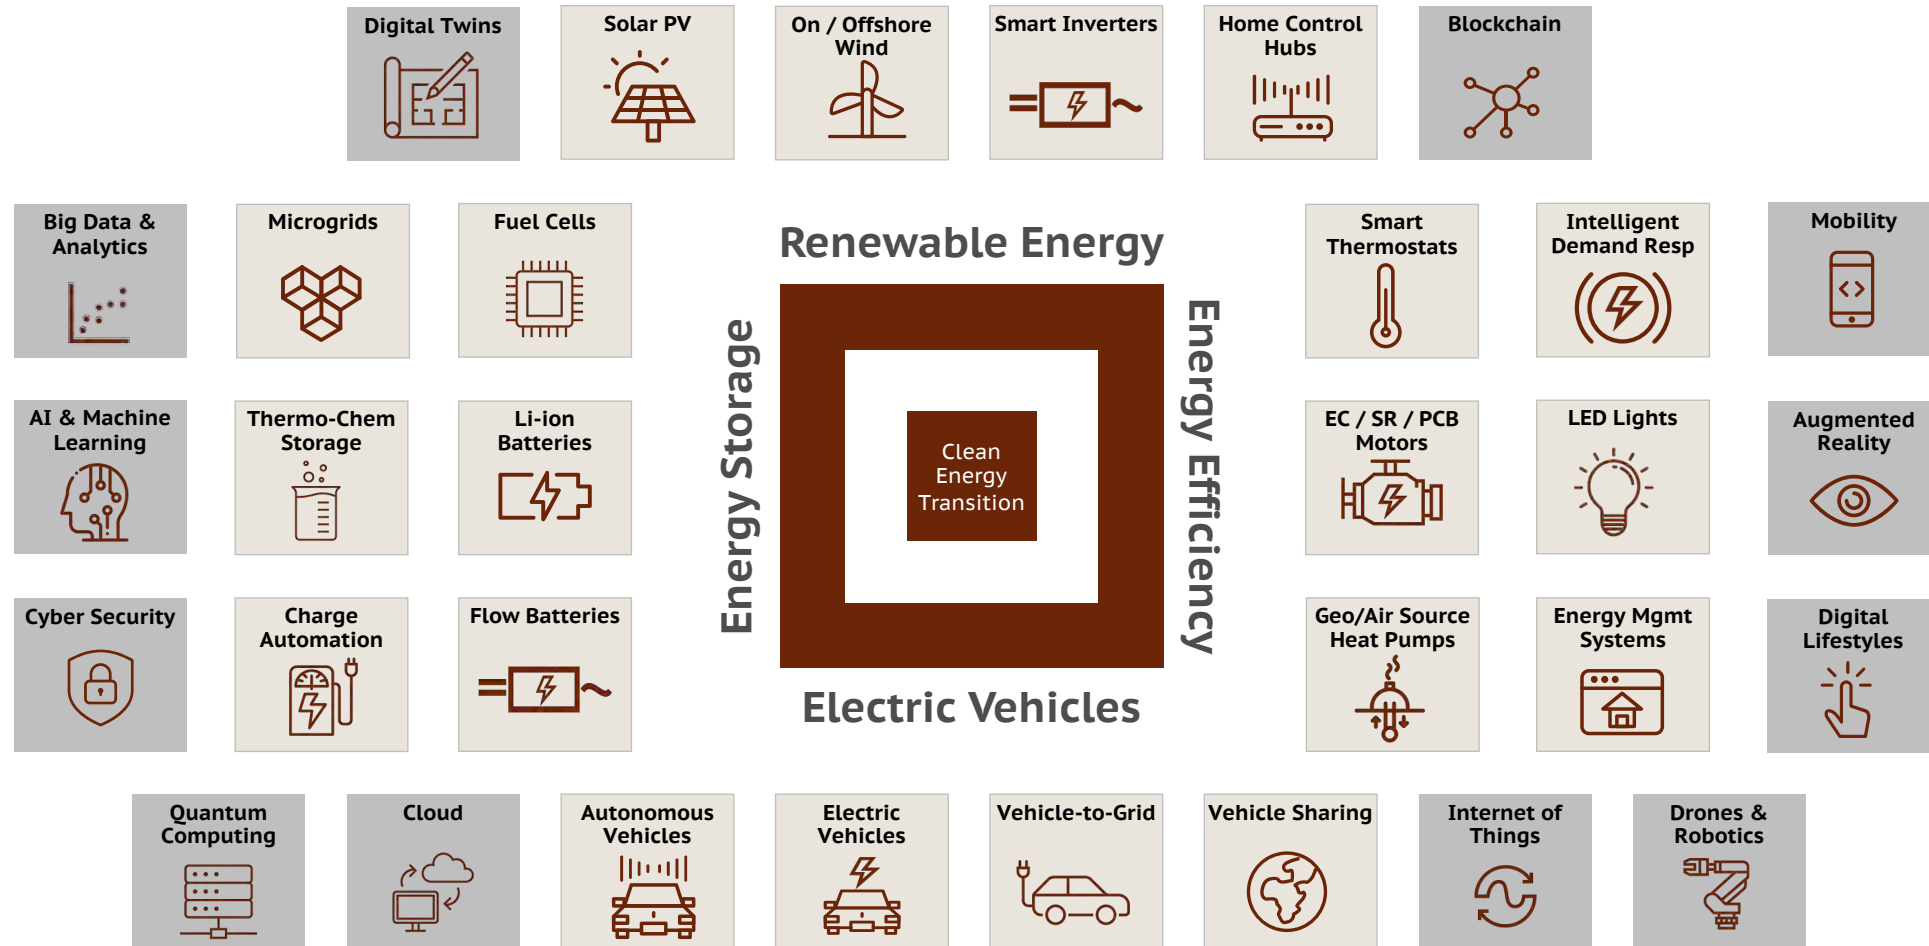 Digital Twins
Solar PV
On / Offshore
Wind
Smart Inverters
Home Control
Hubs
Blockchain
Big Data &
Analytics
Microgrids
Fuel Cells
Renewable Energy
Smart
Thermostats
Intelligent
Demand Resp
Mobility
AI & Machine
Learning
Thermo-Chem
Storage
Li-ion
Batteries
Energy Storage
Clean
Energy
Transition
Energy Efficiency
EC / SR / PCB
Motors
LED Lights
Augmented
Reality
Cyber Security
Charge
Automation
Flow Batteries
Electric Vehicles
Geo/Air Source
Heat Pumps
Energy Mgmt
Systems
Digital
Lifestyles
Quantum
Computing
Cloud
Autonomous
Vehicles
Electric
Vehicles
Vehicle-to-Grid
Vehicle Sharing
Internet of
Things
Drones &
Robotics